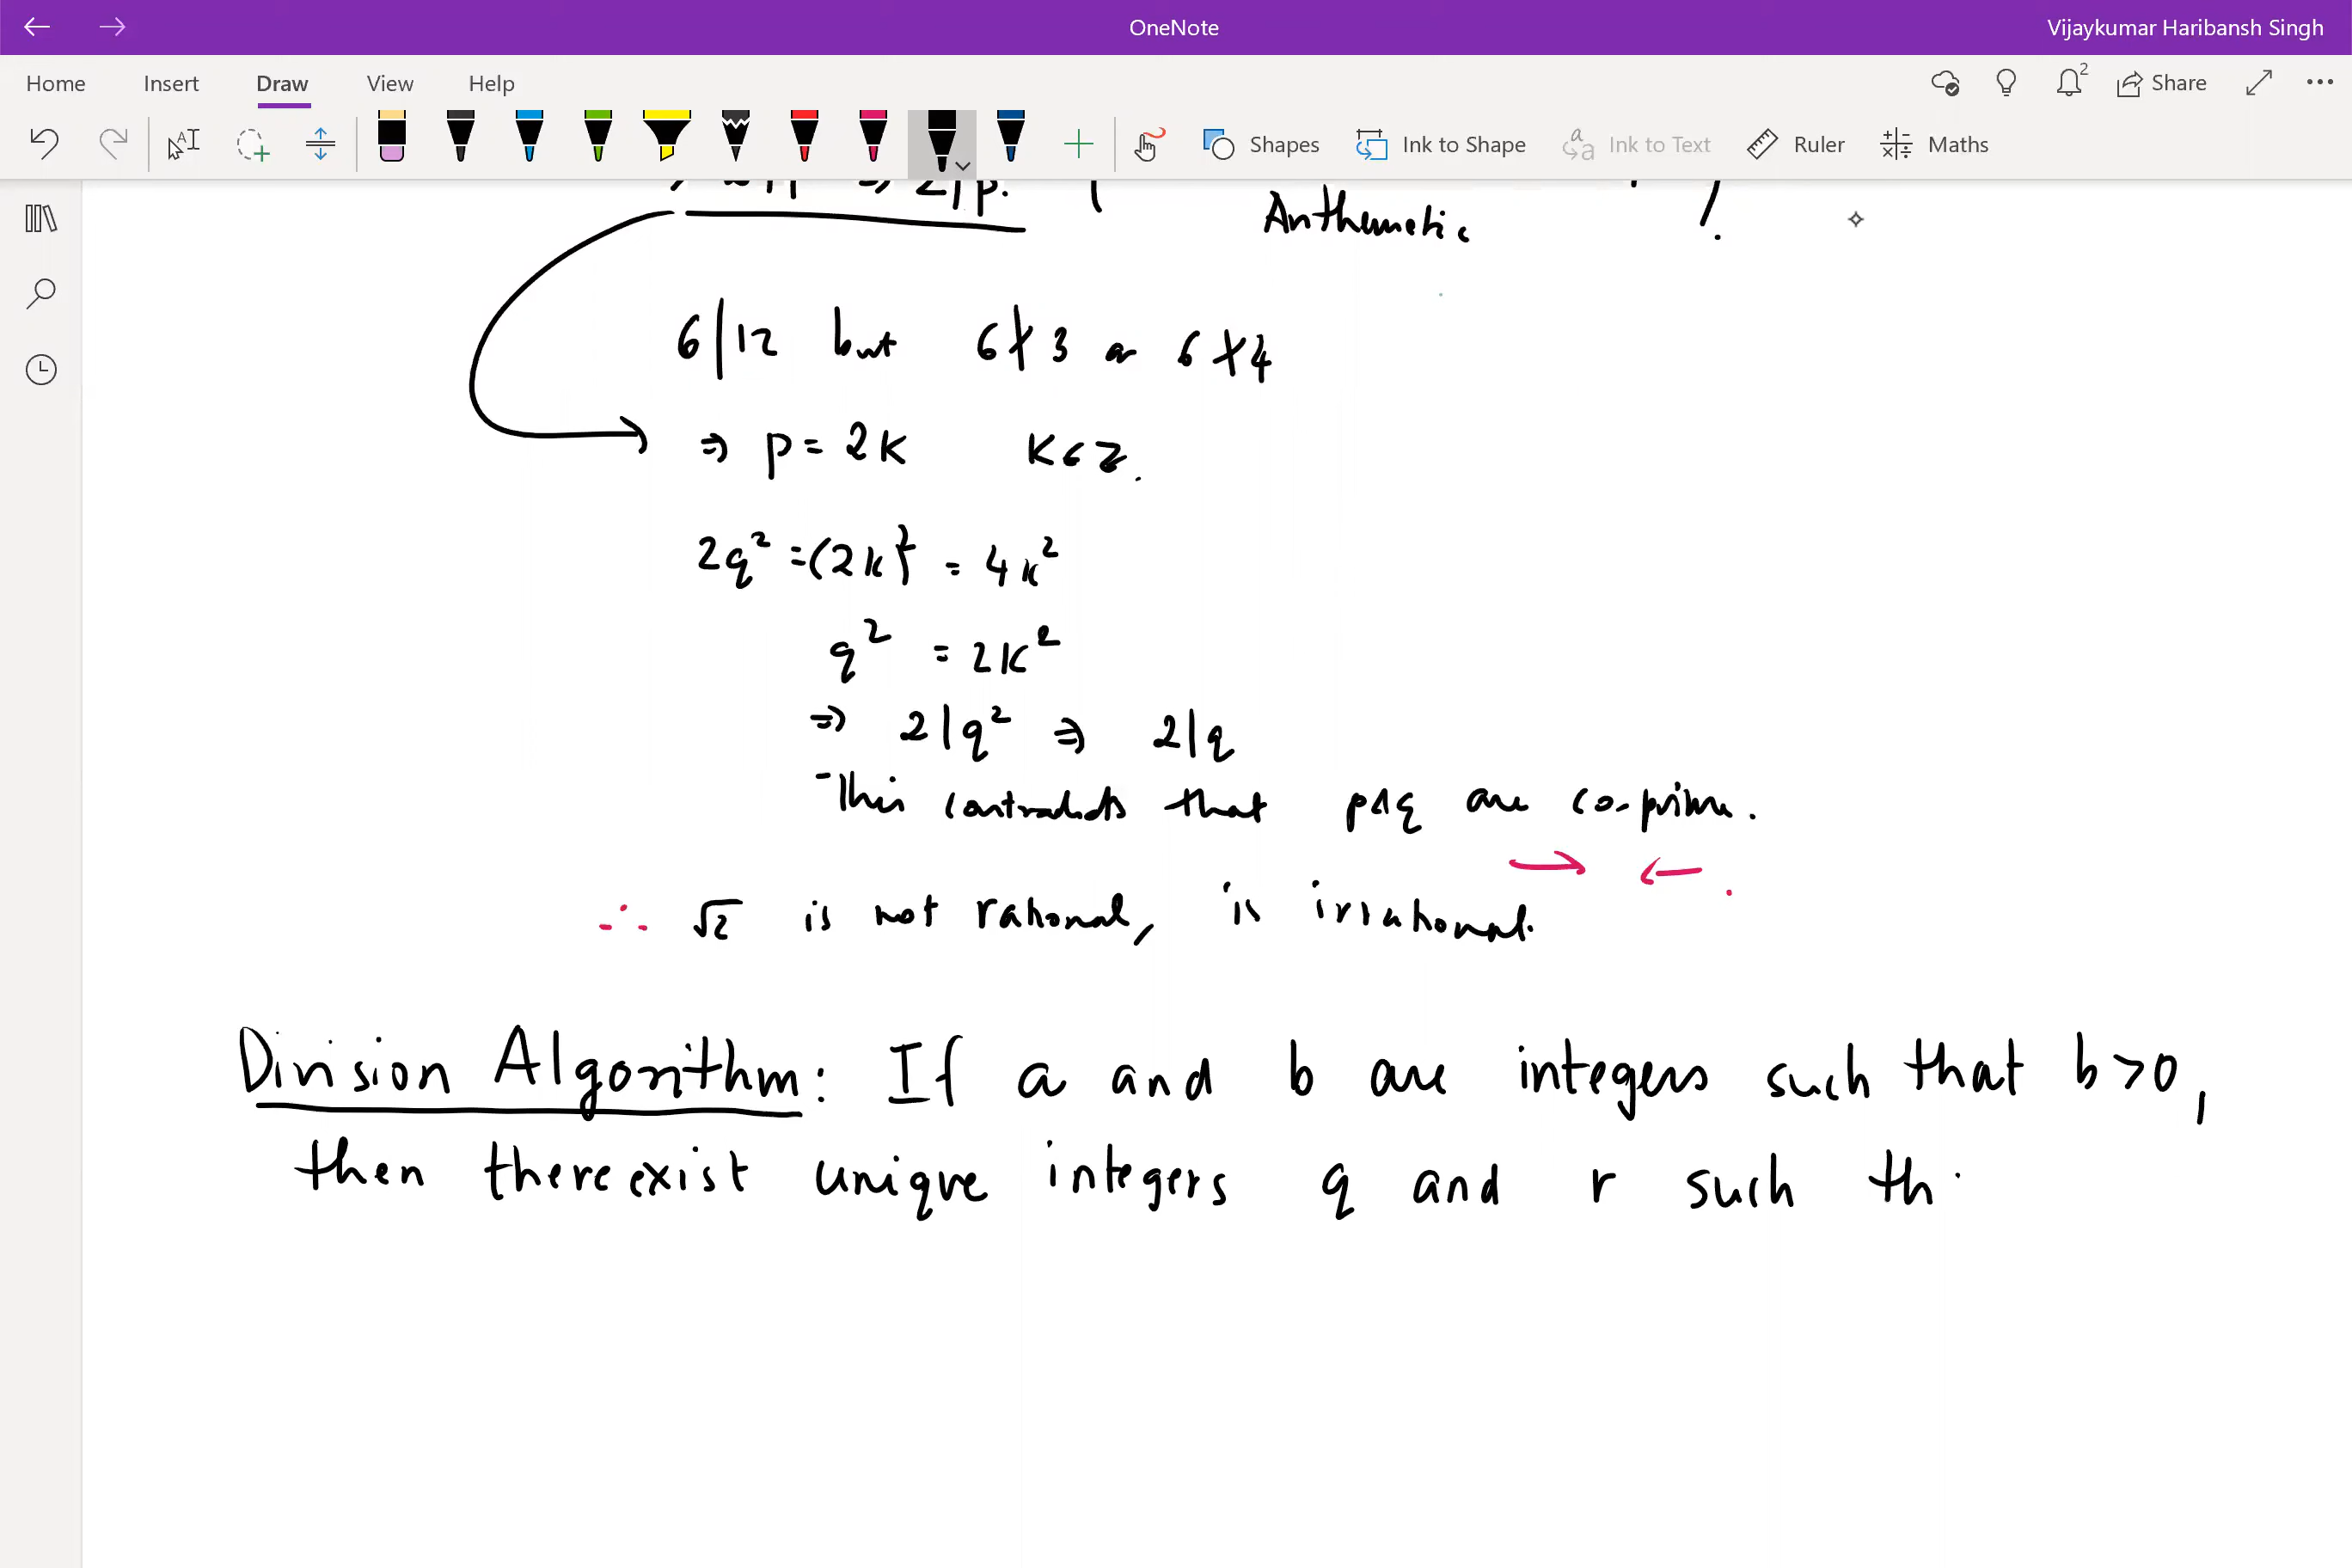 OneNote
Vijaykumar Haribansh Singh
Home Insert Draw View Help
2
Share
Shapes Ink to Shape Ink to Text Ruler Maths
⇒ 2|p.
Arithmetic
6|12 but 6∤3 or 6∤4
⇒ p = 2k k ∈ Z.
2q² = (2k)² = 4k²
q² = 2k²
⇒ 2|q² ⇒ 2|q
This contradicts that p & q are co-prime.
→ ←.
∴ √2 is not rational, is irrational.
Division Algorithm: If a and b are integers such that b>0,
then there exist unique integers q and r such th